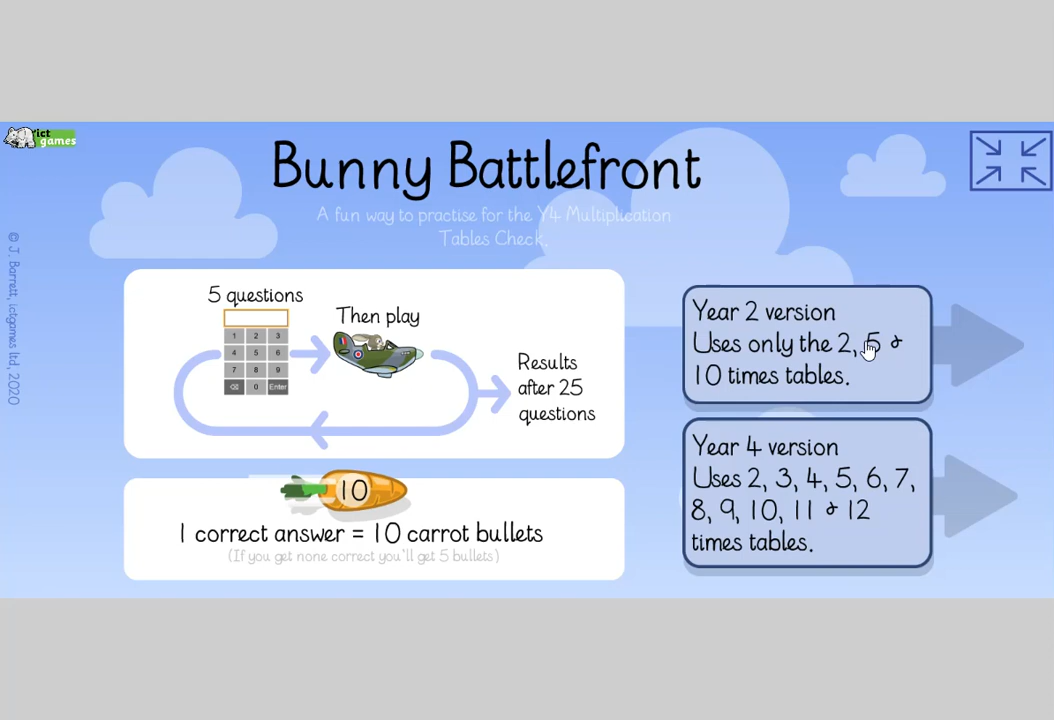 ict
games
Bunny Battlefront
A fun way to practise for the Y4 Multiplication
Tables Check.
© J. Barrett, ictgames ltd, 2020
5 questions
1 2 3
4 5 6
7 8 9
0 Enter
Then play
Results
after 25
questions
10
1 correct answer = 10 carrot bullets
(If you get none correct you'll get 5 bullets)
Year 2 version
Uses only the 2, 5 &
10 times tables.
Year 4 version
Uses 2, 3, 4, 5, 6, 7,
8, 9, 10, 11 & 12
times tables.